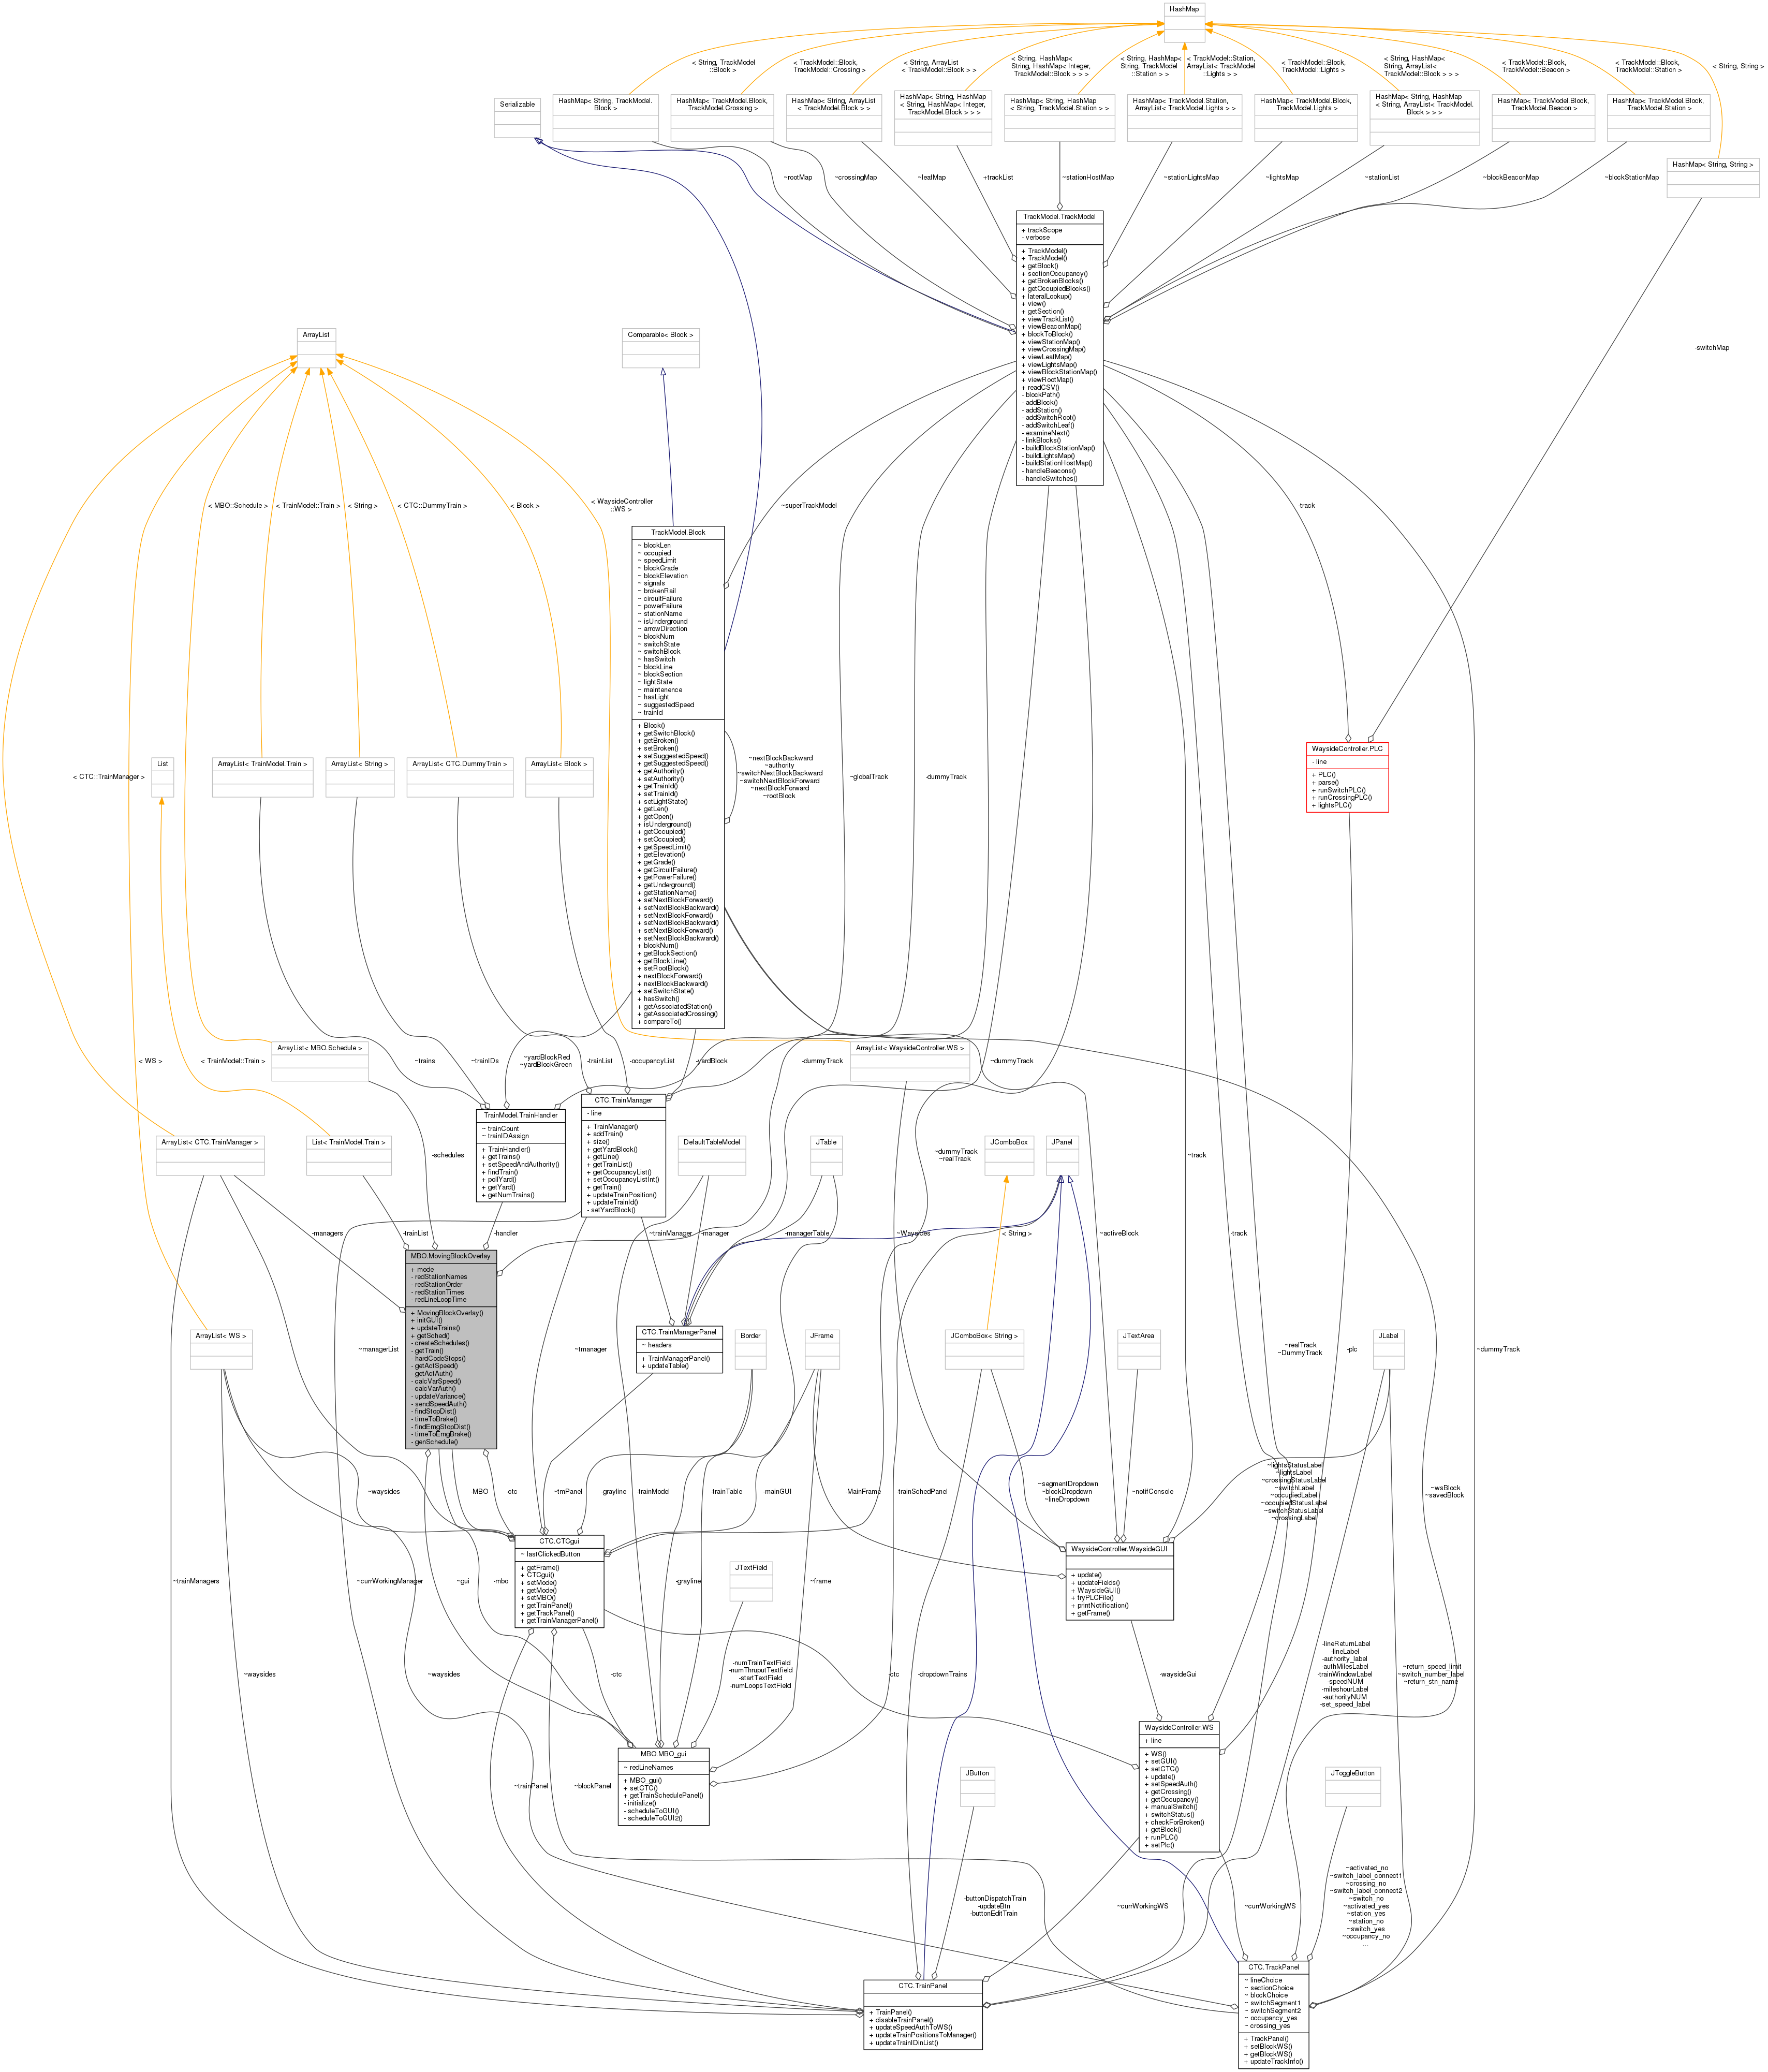 HashMap
< String, TrackModel
::Block >
< TrackModel::Block,
TrackModel::Crossing >
< String, ArrayList
< TrackModel::Block > >
< String, HashMap<
String, HashMap< Integer,
TrackModel::Block > > >
< String, HashMap<
String, TrackModel
::Station > >
< TrackModel::Station,
ArrayList< TrackModel
::Lights > >
< TrackModel::Block,
TrackModel::Lights >
< String, HashMap<
String, ArrayList<
TrackModel::Block > > >
< TrackModel::Block,
TrackModel::Beacon >
< TrackModel::Block,
TrackModel::Station >
< String, String >
Serializable
HashMap< String, TrackModel.
Block >
HashMap< TrackModel.Block,
TrackModel.Crossing >
HashMap< String, ArrayList
< TrackModel.Block > >
HashMap< String, HashMap
< String, HashMap< Integer,
TrackModel.Block > > >
HashMap< String, HashMap
< String, TrackModel.Station > >
HashMap< TrackModel.Station,
ArrayList< TrackModel.Lights > >
HashMap< TrackModel.Block,
TrackModel.Lights >
HashMap< String, HashMap
< String, ArrayList< TrackModel.
Block > > >
HashMap< TrackModel.Block,
TrackModel.Beacon >
HashMap< TrackModel.Block,
TrackModel.Station >
HashMap< String, String >
~rootMap
~crossingMap
~leafMap
+trackList
~stationHostMap
~stationLightsMap
~lightsMap
~stationList
~blockBeaconMap
~blockStationMap
TrackModel.TrackModel
+ trackScope
- verbose
+ TrackModel()
+ TrackModel()
+ getBlock()
+ sectionOccupancy()
+ getBrokenBlocks()
+ getOccupiedBlocks()
+ lateralLookup()
+ view()
+ getSection()
+ viewTrackList()
+ viewBeaconMap()
+ blockToBlock()
+ viewStationMap()
+ viewCrossingMap()
+ viewLeafMap()
+ viewLightsMap()
+ viewBlockStationMap()
+ viewRootMap()
+ readCSV()
- blockPath()
- addBlock()
- addStation()
- addSwitchRoot()
- addSwitchLeaf()
- examineNext()
- linkBlocks()
- buildBlockStationMap()
- buildLightsMap()
- buildStationHostMap()
- handleBeacons()
- handleSwitches()
ArrayList
Comparable< Block >
-switchMap
< MBO::Schedule >
< TrainModel::Train >
< String >
< CTC::DummyTrain >
< Block >
< WaysideController
::WS >
~superTrackModel
-track
TrackModel.Block
~ blockLen
~ occupied
~ speedLimit
~ blockGrade
~ blockElevation
~ signals
~ brokenRail
~ circuitFailure
~ powerFailure
~ stationName
~ isUnderground
~ arrowDirection
~ blockNum
~ switchState
~ switchBlock
~ hasSwitch
~ blockLine
~ blockSection
~ lightState
~ maintenence
~ hasLight
~ suggestedSpeed
~ trainId
+ Block()
+ getSwitchBlock()
+ getBroken()
+ setBroken()
+ setSuggestedSpeed()
+ getSuggestedSpeed()
+ getAuthority()
+ setAuthority()
+ getTrainId()
+ setTrainId()
+ setLightState()
+ getLen()
+ getOpen()
+ isUnderground()
+ getOccupied()
+ setOccupied()
+ getSpeedLimit()
+ getElevation()
+ getGrade()
+ getCircuitFailure()
+ getPowerFailure()
+ getUnderground()
+ getStationName()
+ setNextBlockForward()
+ setNextBlockBackward()
+ setNextBlockForward()
+ setNextBlockBackward()
+ setNextBlockForward()
+ setNextBlockBackward()
+ blockNum()
+ getBlockSection()
+ getBlockLine()
+ setRootBlock()
+ nextBlockForward()
+ nextBlockBackward()
+ setSwitchState()
+ hasSwitch()
+ getAssociatedStation()
+ getAssociatedCrossing()
+ compareTo()
~nextBlockBackward
~authority
~switchNextBlockBackward
~switchNextBlockForward
~nextBlockForward
~rootBlock
WaysideController.PLC
- line
+ PLC()
+ parse()
+ runSwitchPLC()
+ runCrossingPLC()
+ lightsPLC()
< CTC::TrainManager >
List
ArrayList< TrainModel.Train >
ArrayList< String >
ArrayList< CTC.DummyTrain >
ArrayList< Block >
~globalTrack
-dummyTrack
< WS >
< TrainModel::Train >
ArrayList< MBO.Schedule >
~trains
~trainIDs
~yardBlockRed
~yardBlockGreen
-trainList
-occupancyList
-yardBlock
-dummyTrack
ArrayList< WaysideController.WS >
~dummyTrack
TrainModel.TrainHandler
~ trainCount
~ trainIDAssign
+ TrainHandler()
+ getTrains()
+ setSpeedAndAuthority()
+ findTrain()
+ pollYard()
+ getYard()
+ getNumTrains()
CTC.TrainManager
- line
+ TrainManager()
+ addTrain()
+ size()
+ getYardBlock()
+ getLine()
+ getTrainList()
+ getOccupancyList()
+ setOccupancyListInt()
+ getTrain()
+ updateTrainPosition()
+ updateTrainId()
- setYardBlock()
ArrayList< CTC.TrainManager >
List< TrainModel.Train >
-schedules
DefaultTableModel
JTable
~dummyTrack
~realTrack
JComboBox
JPanel
~track
-managers
-trainList
-handler
~trainManager
-manager
-managerTable
~Waysides
< String >
~activeBlock
-track
MBO.MovingBlockOverlay
+ mode
- redStationNames
- redStationOrder
- redStationTimes
- redLineLoopTime
+ MovingBlockOverlay()
+ initGUI()
+ updateTrains()
+ getSched()
- createSchedules()
- getTrain()
- hardCodeStops()
- getActSpeed()
- getActAuth()
- calcVarSpeed()
- calcVarAuth()
- updateVariance()
- sendSpeedAuth()
- findStopDist()
- timeToBrake()
- findEmgStopDist()
- timeToEmgBrake()
- genSchedule()
ArrayList< WS >
~managerList
~tmanager
CTC.TrainManagerPanel
~ headers
+ TrainManagerPanel()
+ updateTable()
Border
JFrame
JComboBox< String >
JTextArea
~realTrack
~DummyTrack
-plc
JLabel
~dummyTrack
~waysides
-MBO
-ctc
~tmPanel
-grayline
-trainModel
-trainTable
-mainGUI
-MainFrame
-trainSchedPanel
~segmentDropdown
~blockDropdown
~lineDropdown
~notifConsole
~lightsStatusLabel
~lightsLabel
~crossingStatusLabel
~switchLabel
~occupiedLabel
~occupiedStatusLabel
~switchStatusLabel
~crossingLabel
~wsBlock
~savedBlock
CTC.CTCgui
~ lastClickedButton
+ getFrame()
+ CTCgui()
+ setMode()
+ getMode()
+ setMBO()
+ getTrainPanel()
+ getTrackPanel()
+ getTrainManagerPanel()
WaysideController.WaysideGUI
+ update()
+ updateFields()
+ WaysideGUI()
+ tryPLCFile()
+ printNotification()
+ getFrame()
~trainManagers
~currWorkingManager
~gui
-mbo
~grayline
JTextField
~frame
~waysides
~waysides
-ctc
-numTrainTextField
-numThruputTextfield
-startTextField
-numLoopsTextField
-ctc
-dropdownTrains
-waysideGui
-lineReturnLabel
-lineLabel
-authority_label
-authMilesLabel
-trainWindowLabel
-speedNUM
-mileshourLabel
-authorityNUM
-set_speed_label
~return_speed_limit
~switch_number_label
~return_stn_name
MBO.MBO_gui
~ redLineNames
+ MBO_gui()
+ setCTC()
+ getTrainSchedulePanel()
- initialize()
- scheduleToGUI()
- scheduleToGUI2()
WaysideController.WS
+ line
+ WS()
+ setGUI()
+ setCTC()
+ update()
+ setSpeedAuth()
+ getCrossing()
+ getOccupancy()
+ manualSwitch()
+ switchStatus()
+ checkForBroken()
+ getBlock()
+ runPLC()
+ setPlc()
~trainPanel
~blockPanel
JButton
JToggleButton
-buttonDispatchTrain
-updateBtn
-buttonEditTrain
~currWorkingWS
~currWorkingWS
~activated_no
~switch_label_connect1
~crossing_no
~switch_label_connect2
~switch_no
~activated_yes
~station_yes
~station_no
~switch_yes
~occupancy_no
...
CTC.TrainPanel
+ TrainPanel()
+ disableTrainPanel()
+ updateSpeedAuthToWS()
+ updateTrainPositionsToManager()
+ updateTrainIDinList()
CTC.TrackPanel
~ lineChoice
~ sectionChoice
~ blockChoice
~ switchSegment1
~ switchSegment2
~ occupancy_yes
~ crossing_yes
+ TrackPanel()
+ setBlockWS()
+ getBlockWS()
+ updateTrackInfo()